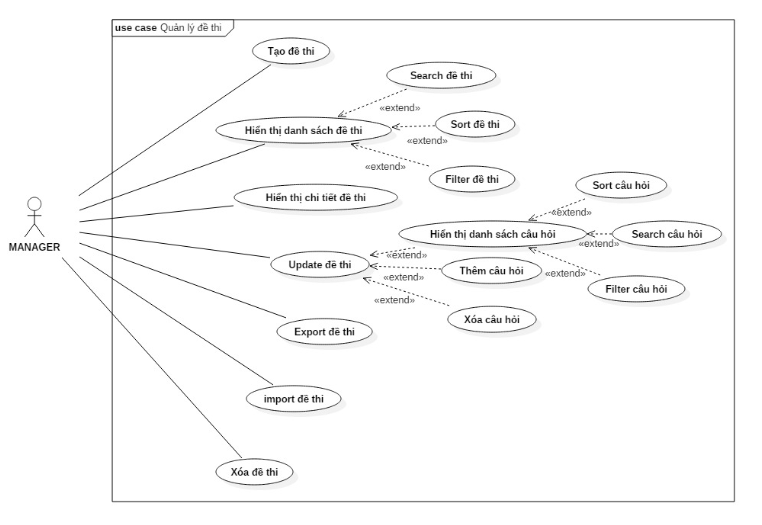 use case Quản lý đề thi
Tạo đề thi
Search đề thi
«extend»
Hiển thị danh sách đề thi
Sort đề thi
«extend»
«extend»
Filter đề thi
Sort câu hỏi
Hiển thị chi tiết đề thi
«extend»
MANAGER
Hiển thị danh sách câu hỏi
Search câu hỏi
«extend»
«extend»
Update đề thi
Thêm câu hỏi
«extend»
«extend»
Filter câu hỏi
«extend»
Xóa câu hỏi
Export đề thi
import đề thi
Xóa đề thi